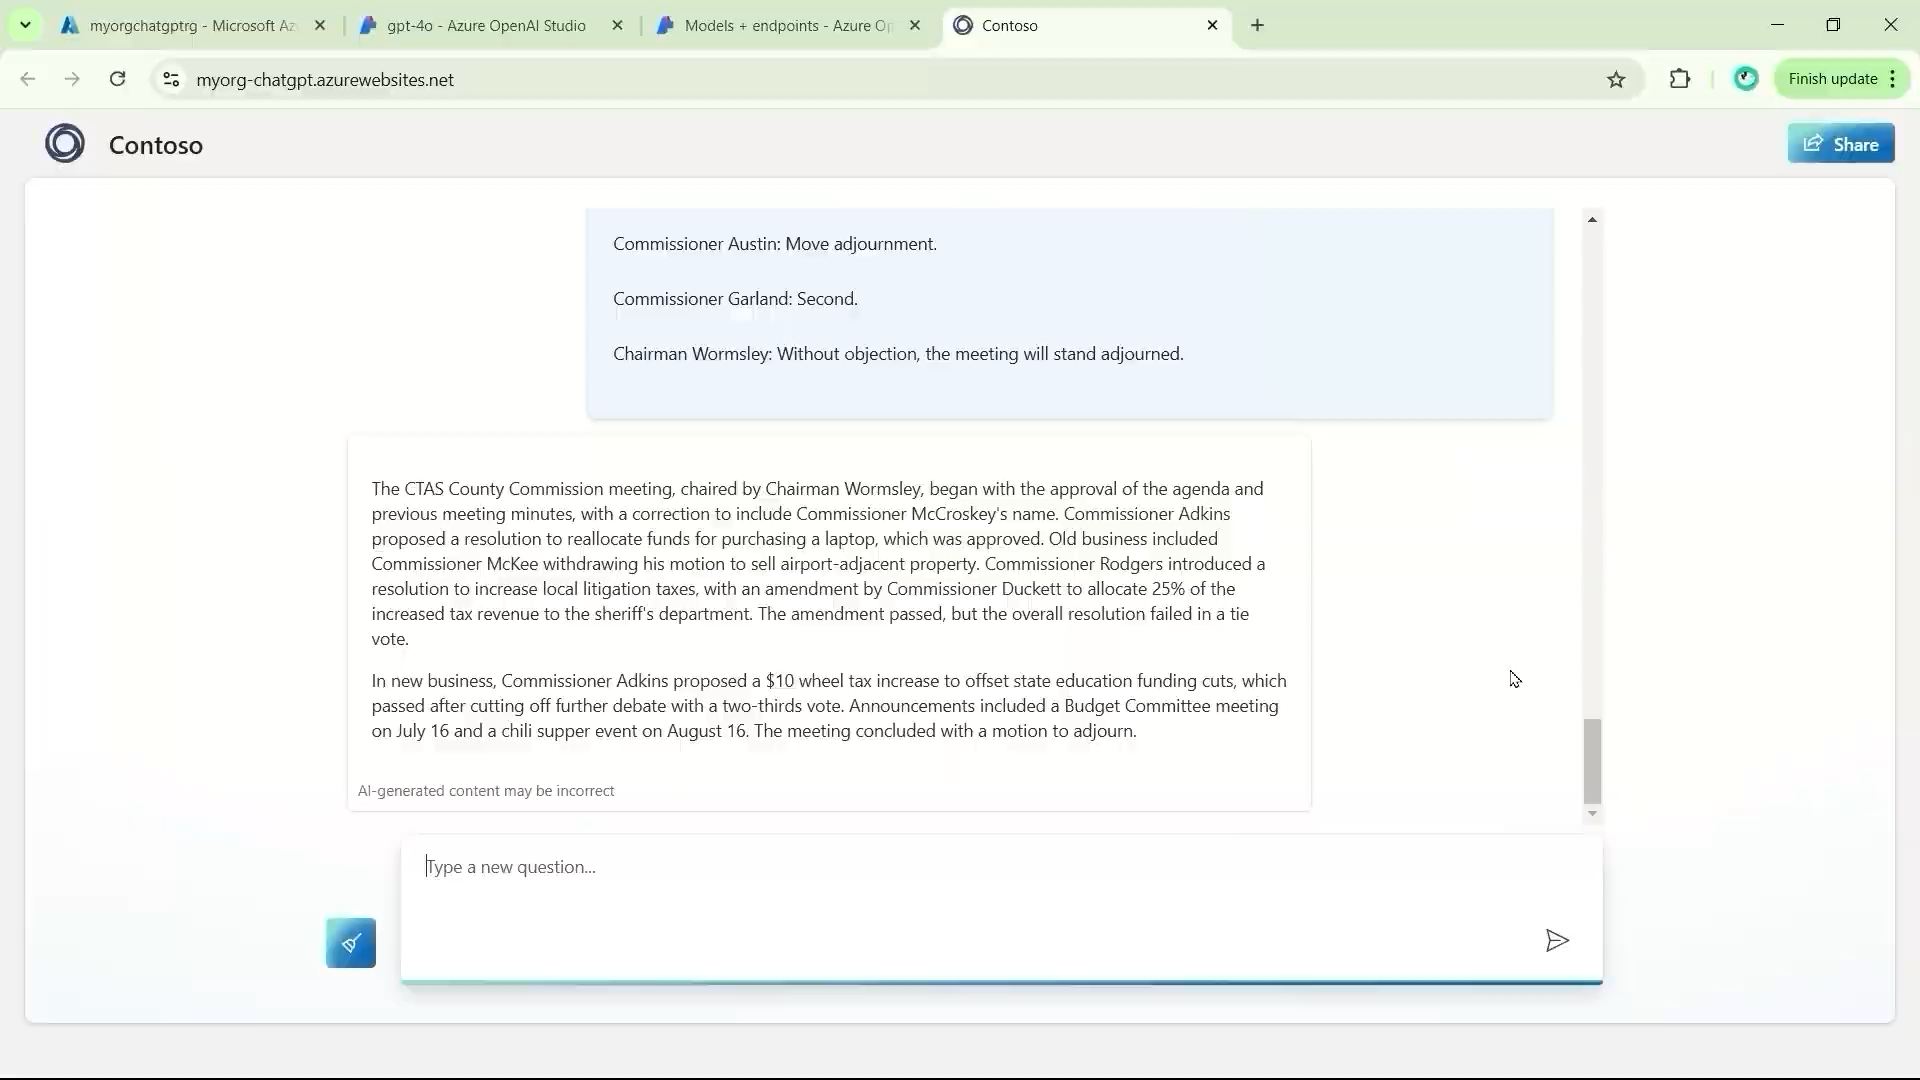 myorgchatgptrg - Microsoft Az
gpt-4o - Azure OpenAI Studio
Models + endpoints - Azure Op
Contoso
myorg-chatgpt.azurewebsites.net
Finish update
Contoso
Share
Commissioner Austin: Move adjournment.
Commissioner Garland: Second.
Chairman Wormsley: Without objection, the meeting will stand adjourned.
The CTAS County Commission meeting, chaired by Chairman Wormsley, began with the approval of the agenda and
previous meeting minutes, with a correction to include Commissioner McCroskey's name. Commissioner Adkins
proposed a resolution to reallocate funds for purchasing a laptop, which was approved. Old business included
Commissioner McKee withdrawing his motion to sell airport-adjacent property. Commissioner Rodgers introduced a
resolution to increase local litigation taxes, with an amendment by Commissioner Duckett to allocate 25% of the
increased tax revenue to the sheriff's department. The amendment passed, but the overall resolution failed in a tie
vote.
In new business, Commissioner Adkins proposed a $10 wheel tax increase to offset state education funding cuts, which
passed after cutting off further debate with a two-thirds vote. Announcements included a Budget Committee meeting
on July 16 and a chili supper event on August 16. The meeting concluded with a motion to adjourn.
AI-generated content may be incorrect
Type a new question...